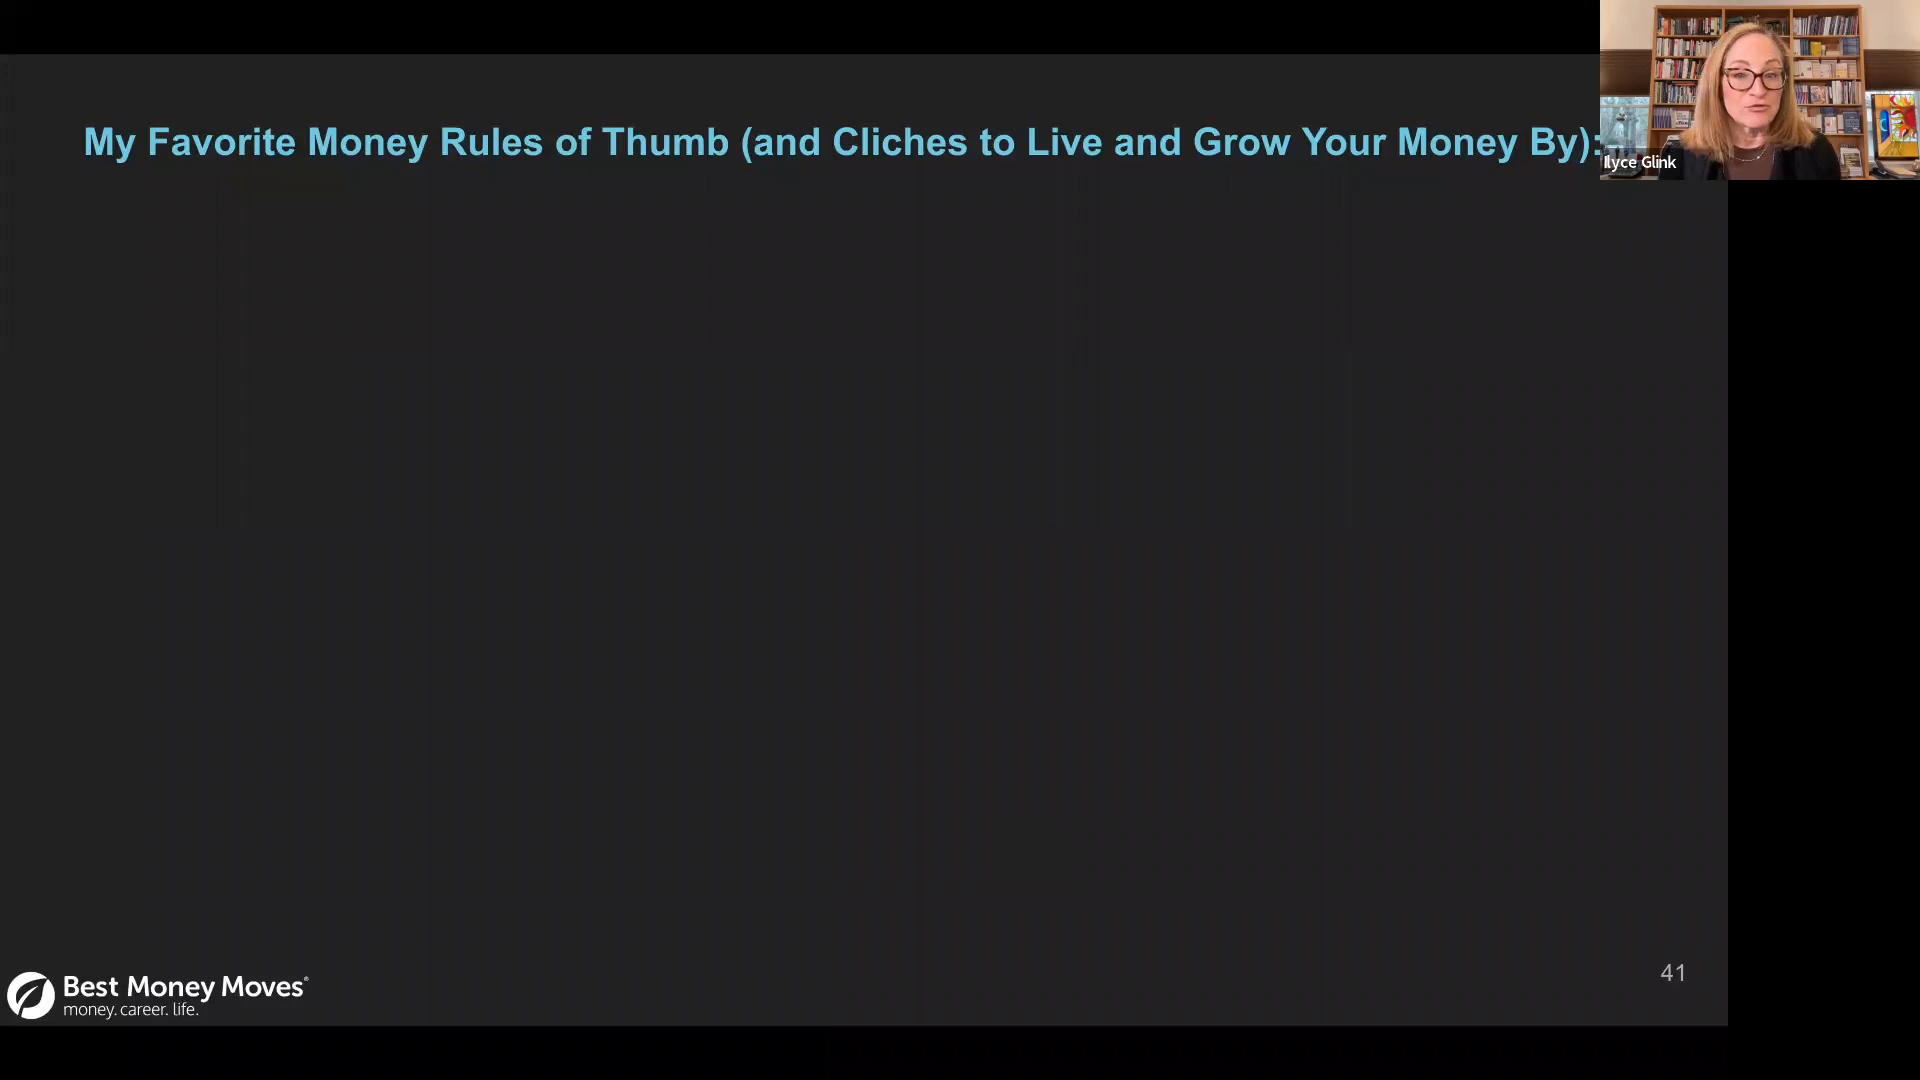 My Favorite Money Rules of Thumb (and Cliches to Live and Grow Your Money By):
Ilyce Glink
Best Money Moves®
money. career. life.
41